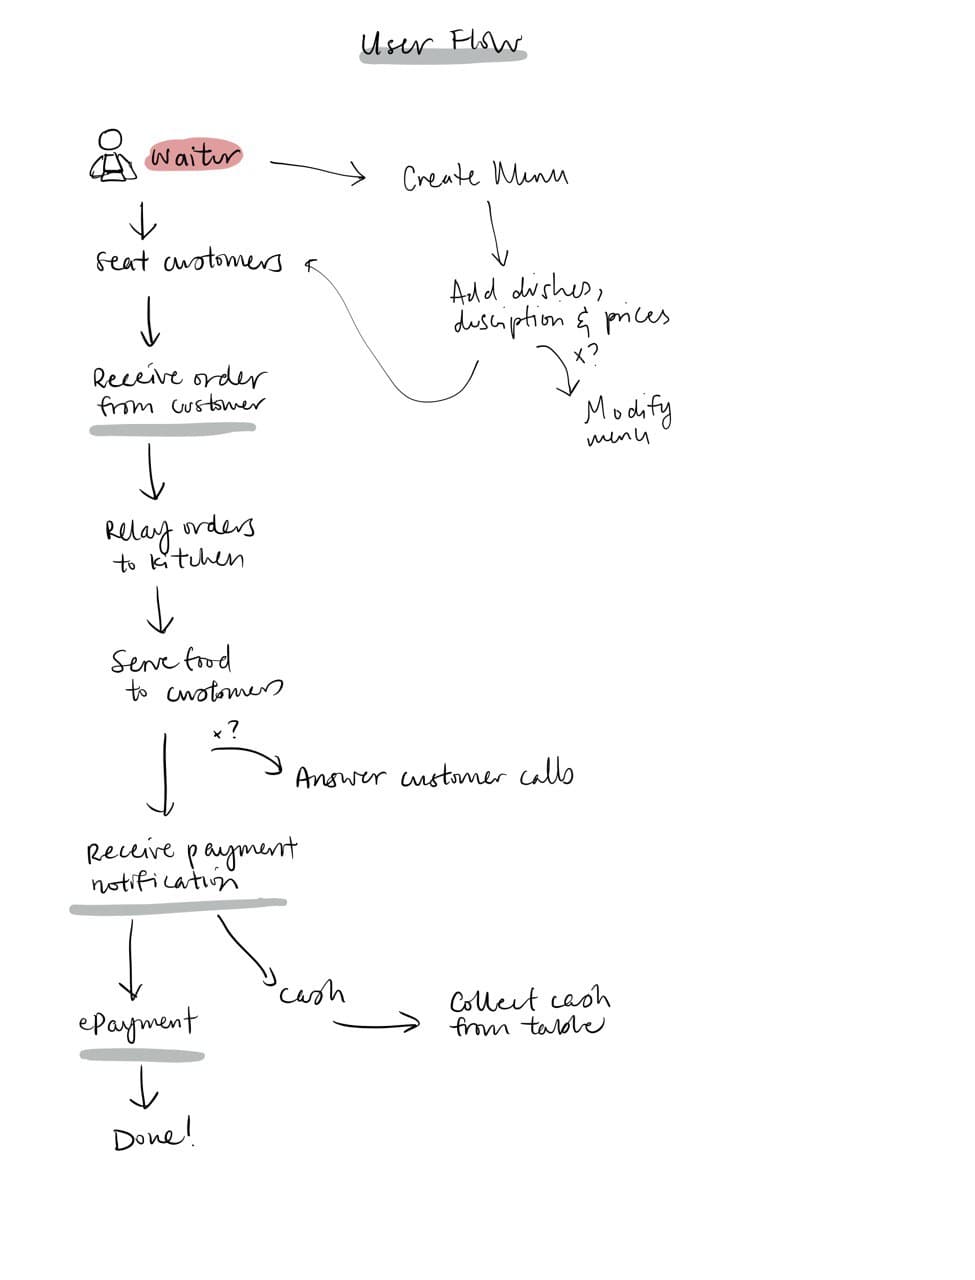 User Flow
Waiter
Create Menu
Seat customers
Add dishes,
description & prices
x?
Modify
menu
Receive order
from customer
Relay orders
to kitchen
Serve food
to customers
x?
Answer customer calls
Receive payment
notification
cash
Collect cash
from table
ePayment
Done!